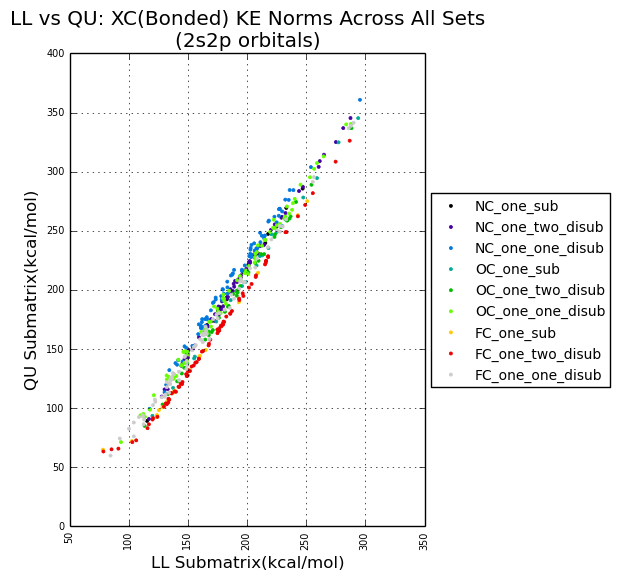 LL vs QU: XC(Bonded) KE Norms Across All Sets
(2s2p orbitals)
400
350
300
250
200
150
100
50
0
QU Submatrix(kcal/mol)
50 100 150 200 250 300 350
LL Submatrix(kcal/mol)
NC_one_sub
NC_one_two_disub
NC_one_one_disub
OC_one_sub
OC_one_two_disub
OC_one_one_disub
FC_one_sub
FC_one_two_disub
FC_one_one_disub